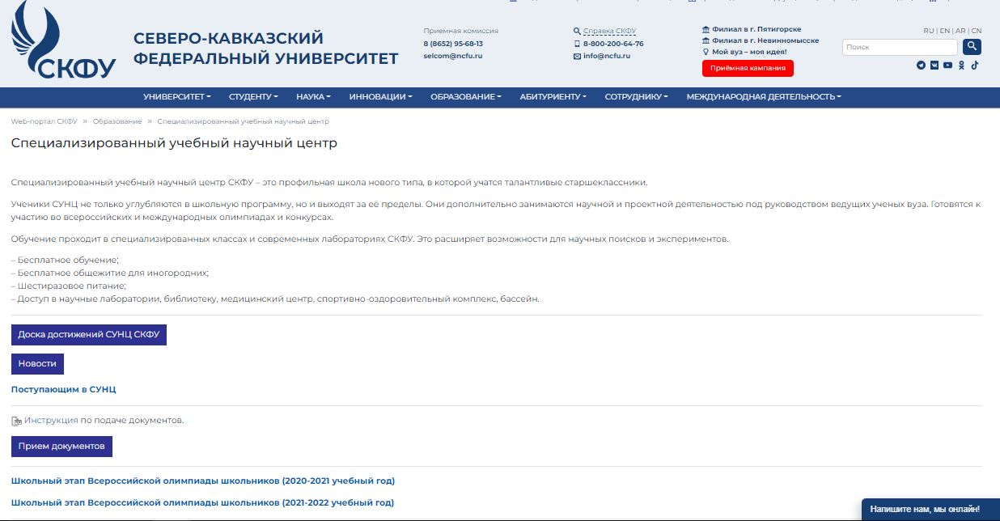 СКФУ
СЕВЕРО-КАВКАЗСКИЙ
ФЕДЕРАЛЬНЫЙ УНИВЕРСИТЕТ
Приемная комиссия
8 (8652) 95-68-13
selcom@ncfu.ru
Справка СКФУ
8-800-200-64-76
info@ncfu.ru
Филиал в г. Пятигорске
Филиал в г. Невинномысске
Мой вуз – моя идея!
Приёмная кампания
RU | EN | AR | CN
Поиск
УНИВЕРСИТЕТ СТУДЕНТУ НАУКА ИННОВАЦИИ ОБРАЗОВАНИЕ АБИТУРИЕНТУ СОТРУДНИКУ МЕЖДУНАРОДНАЯ ДЕЯТЕЛЬНОСТЬ
Web-портал СКФУ » Образование » Специализированный учебный научный центр
Специализированный учебный научный центр
Специализированный учебный научный центр СКФУ – это профильная школа нового типа, в которой учатся талантливые старшеклассники.
Ученики СУНЦ не только углубляются в школьную программу, но и выходят за её пределы. Они дополнительно занимаются научной и проектной деятельностью под руководством ведущих ученых вуза. Готовятся к
участию во всероссийских и международных олимпиадах и конкурсах.
Обучение проходит в специализированных классах и современных лабораториях СКФУ. Это расширяет возможности для научных поисков и экспериментов.
– Бесплатное обучение;
– Бесплатное общежитие для иногородних;
– Шестиразовое питание;
– Доступ в научные лаборатории, библиотеку, медицинский центр, спортивно-оздоровительный комплекс, бассейн.
Доска достижений СУНЦ СКФУ
Новости
Поступающим в СУНЦ
Инструкция по подаче документов.
Прием документов
Школьный этап Всероссийской олимпиады школьников (2020-2021 учебный год)
Школьный этап Всероссийской олимпиады школьников (2021-2022 учебный год)
Напишите нам, мы онлайн!